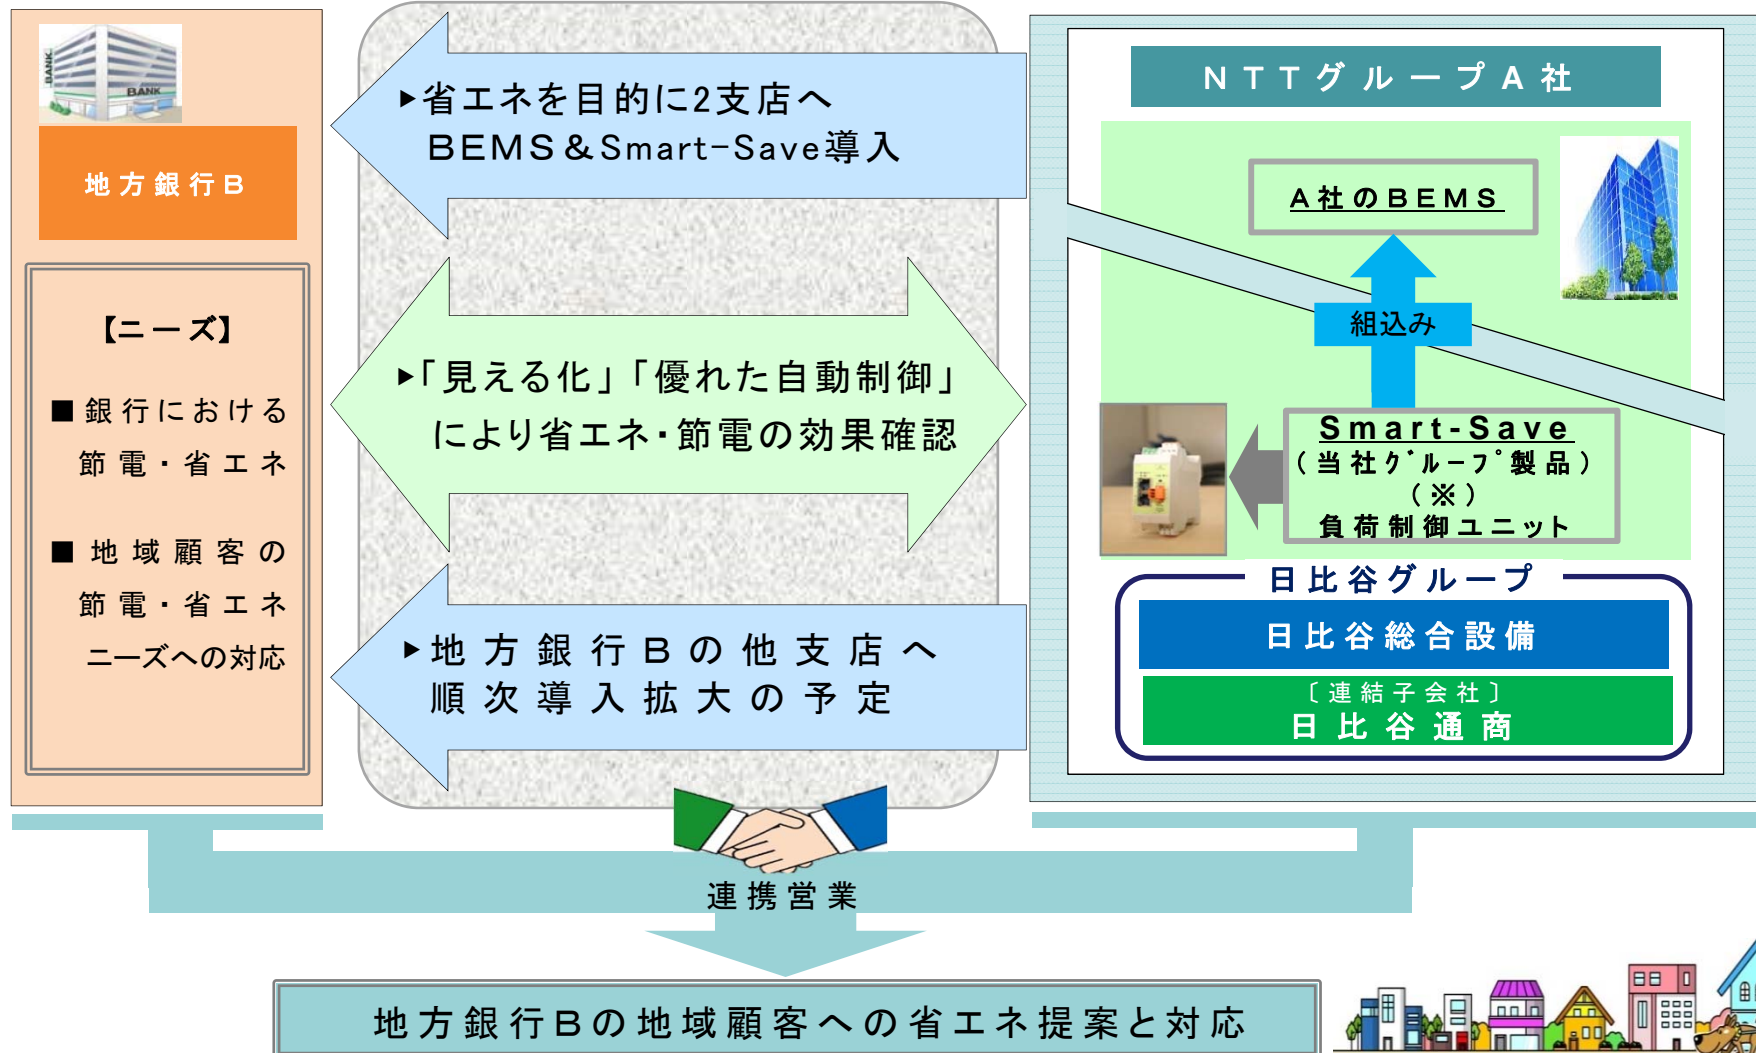 BANK
BANK
地方銀行B
【ニーズ】
■銀行における
節電・省エネ
■地域顧客の
節電・省エネ
ニーズへの対応
▶省エネを目的に2支店へ
BEMS&Smart-Save導入
▶「見える化」「優れた自動制御」
により省エネ・節電の効果確認
▶地方銀行Bの他支店へ
順次導入拡大の予定
NTTグループA社
A社のBEMS
組込み
Smart-Save
(当社グループ製品)
(※)
負荷制御ユニット
日比谷グループ
日比谷総合設備
〔連結子会社〕
日比谷通商
連携営業
地方銀行Bの地域顧客への省エネ提案と対応